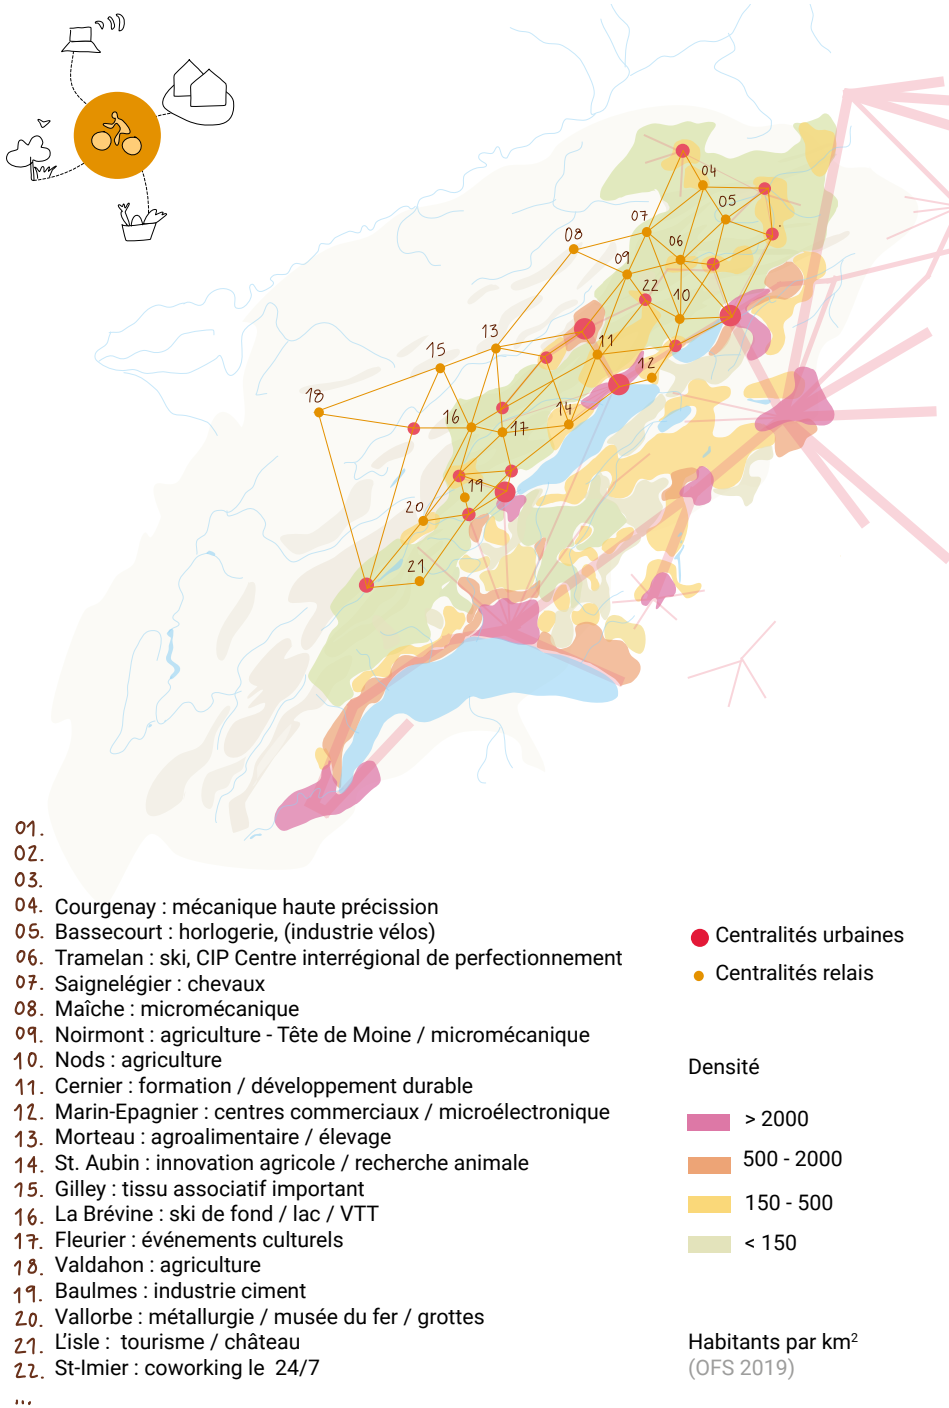 04
05
07
08
06
09
22
10
13
11
15
12
18
14
16
17
19
20
21
01.
02.
03.
04. Courgenay : mécanique haute précission
05. Bassecourt : horlogerie, (industrie vélos)
06. Tramelan : ski, CIP Centre interrégional de perfectionnement
07. Saignelégier : chevaux
08. Maîche : micromécanique
09. Noirmont : agriculture - Tête de Moine / micromécanique
10. Nods : agriculture
11. Cernier : formation / développement durable
12. Marin-Epagnier : centres commerciaux / microélectronique
13. Morteau : agroalimentaire / élevage
14. St. Aubin : innovation agricole / recherche animale
15. Gilley : tissu associatif important
16. La Brévine : ski de fond / lac / VTT
17. Fleurier : événements culturels
18. Valdahon : agriculture
19. Baulmes : industrie ciment
20. Vallorbe : métallurgie / musée du fer / grottes
21. L'isle : tourisme / château
22. St-Imier : coworking le 24/7
...
Centralités urbaines
Centralités relais
Densité
> 2000
500 - 2000
150 - 500
< 150
Habitants par km²
(OFS 2019)